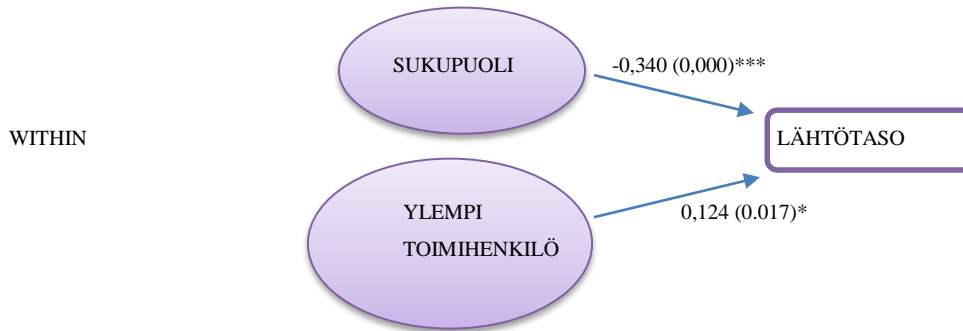 SUKUPUOLI
-0,340 (0,000)***
WITHIN
LÄHTÖTASO
YLEMPI
TOIMIHENKILÖ
0,124 (0.017)*